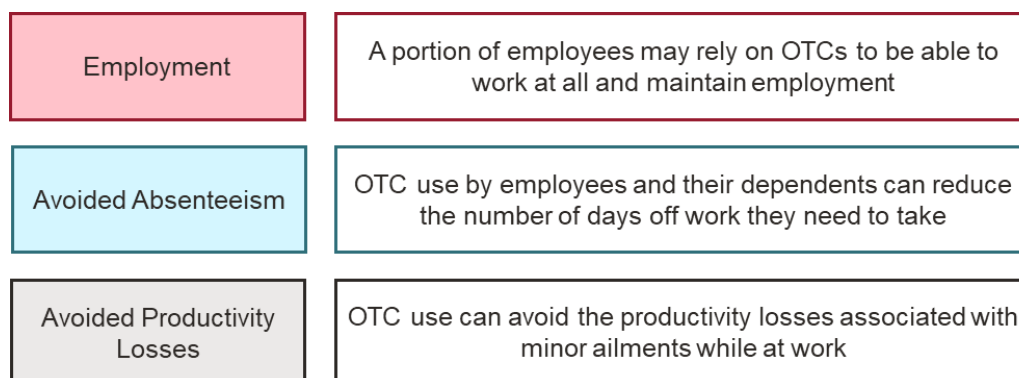 Employment
A portion of employees may rely on OTCs to be able to
work at all and maintain employment
Avoided Absenteeism
OTC use by employees and their dependents can reduce
the number of days off work they need to take
Avoided Productivity
Losses
OTC use can avoid the productivity losses associated with
minor ailments while at work